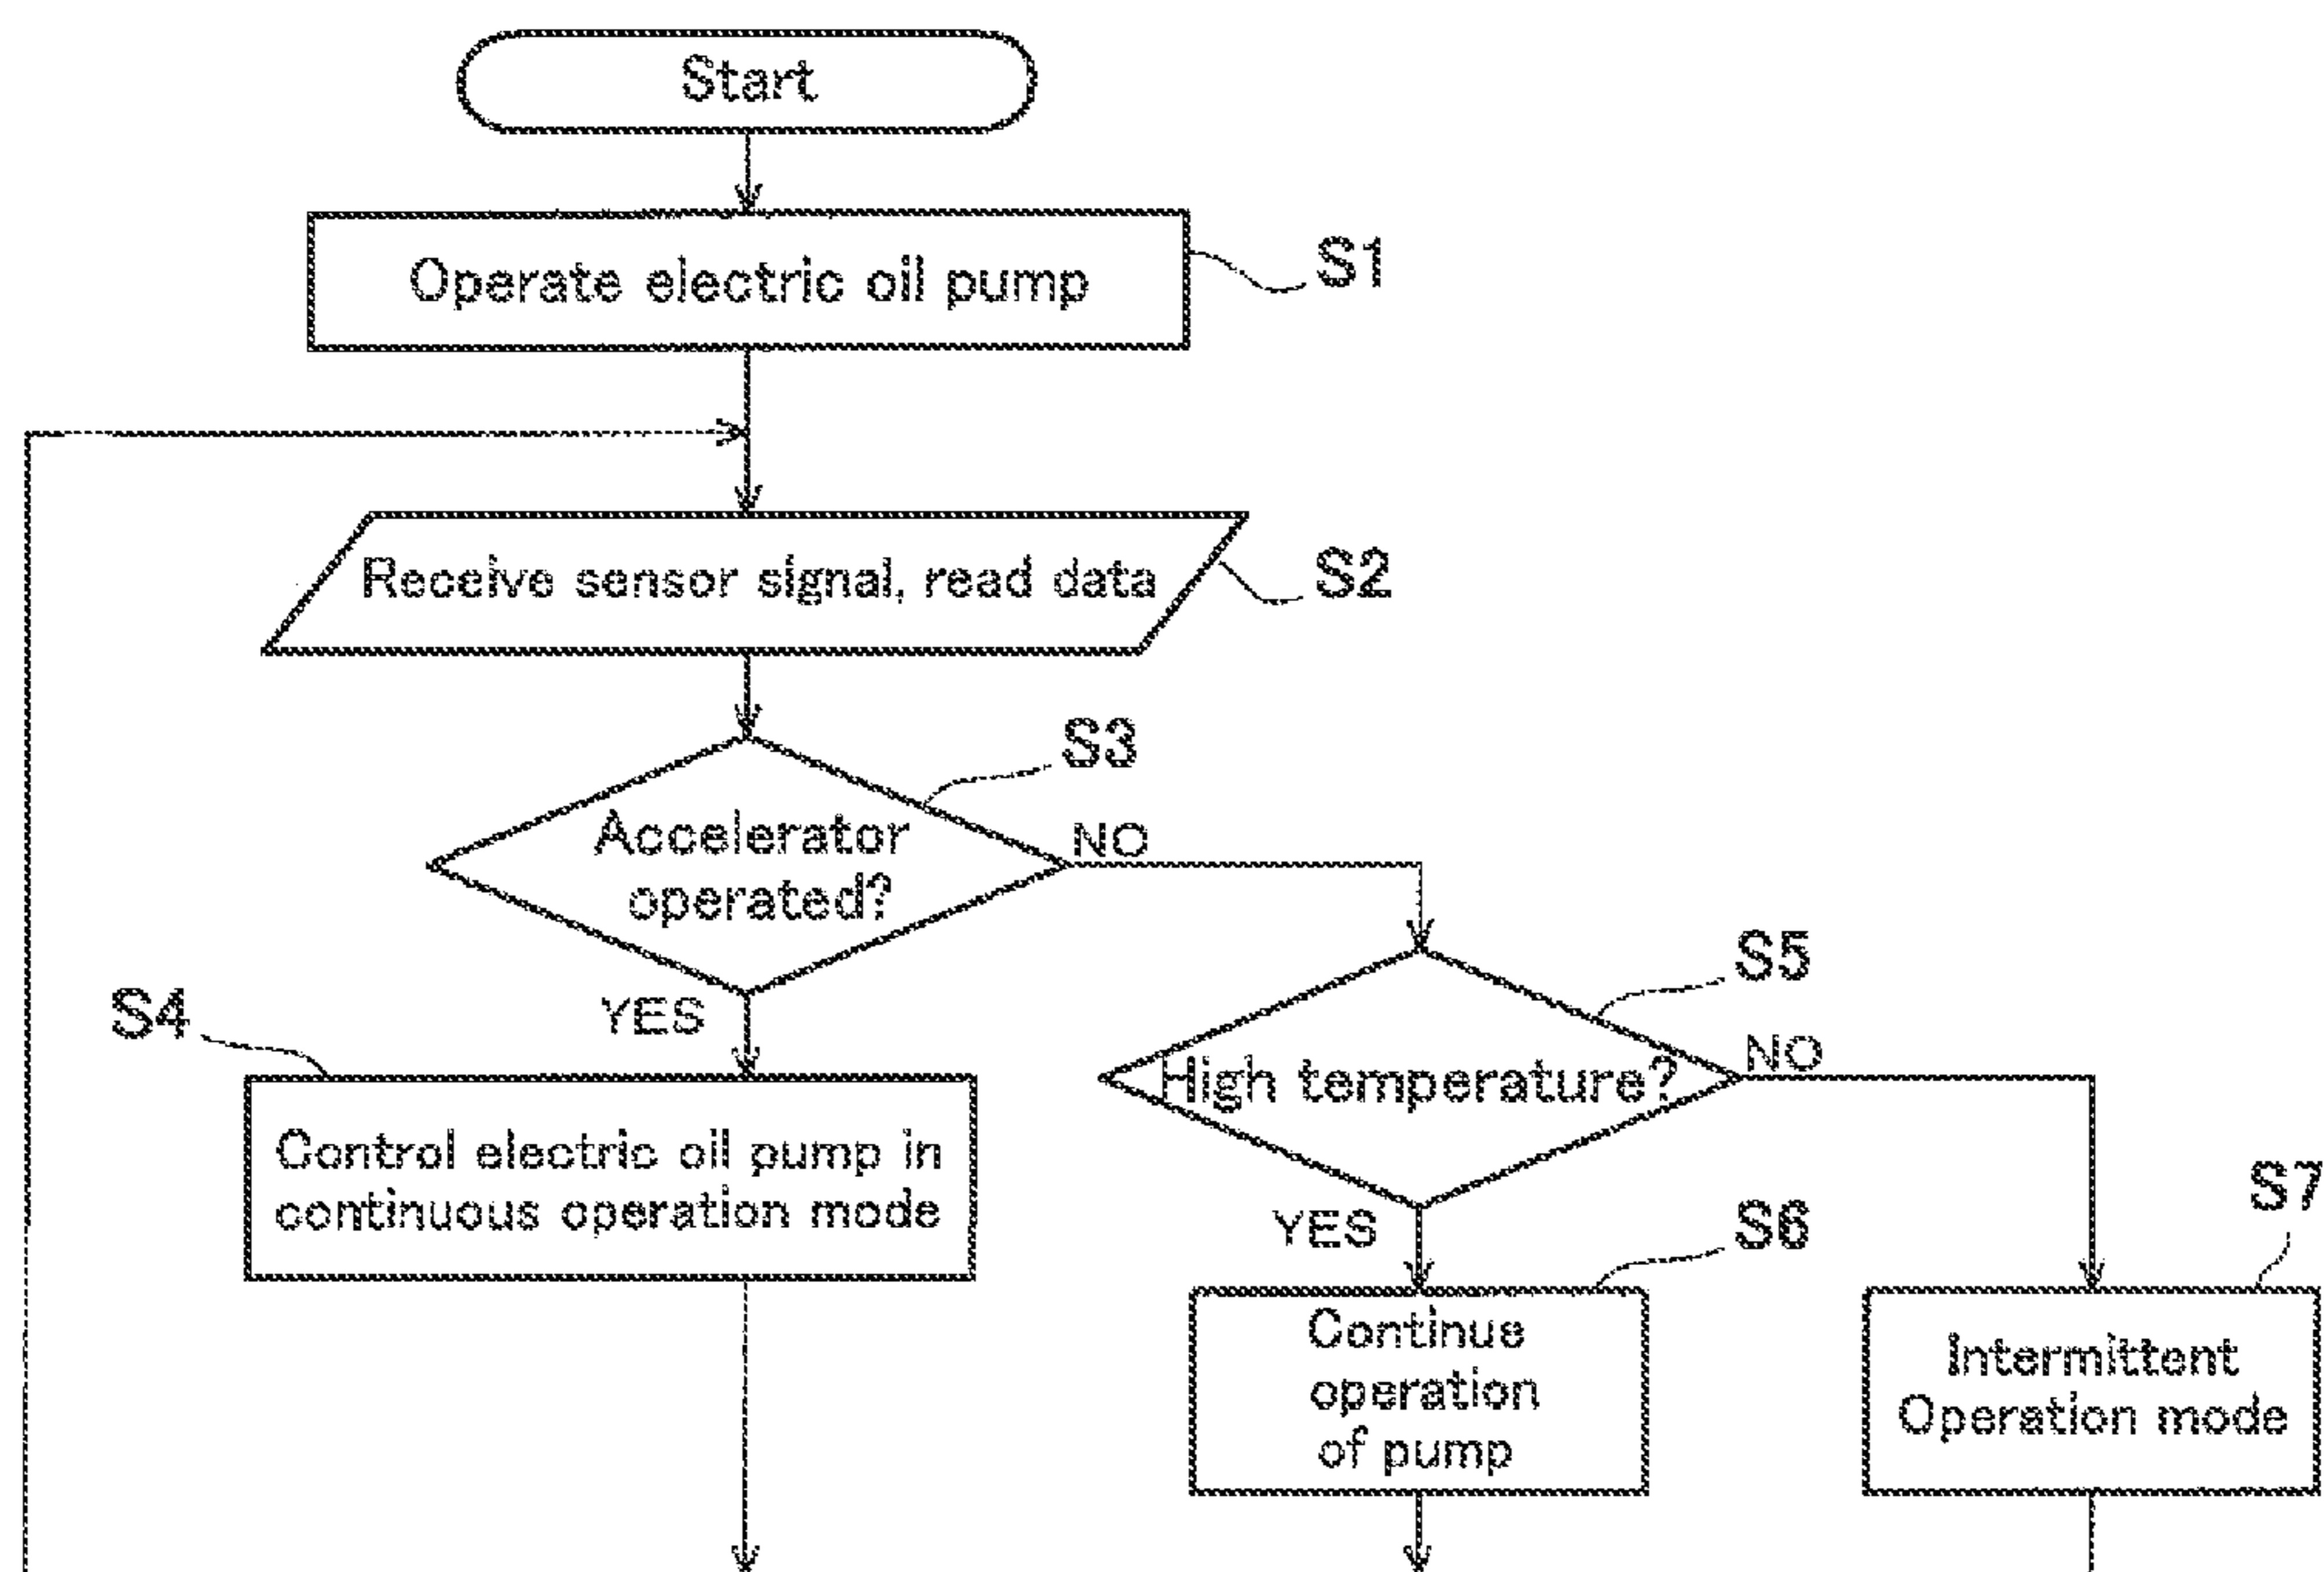 Start
Operate electric oil pump
S1
Receive sensor signal, read data
S2
S3
Accelerator
operated?
NO
YES
S4
Control electric oil pump in
continuous operation mode
S5
High temperature?
NO
YES
S6
Continue
operation
of pump
S7
Intermittent
Operation mode